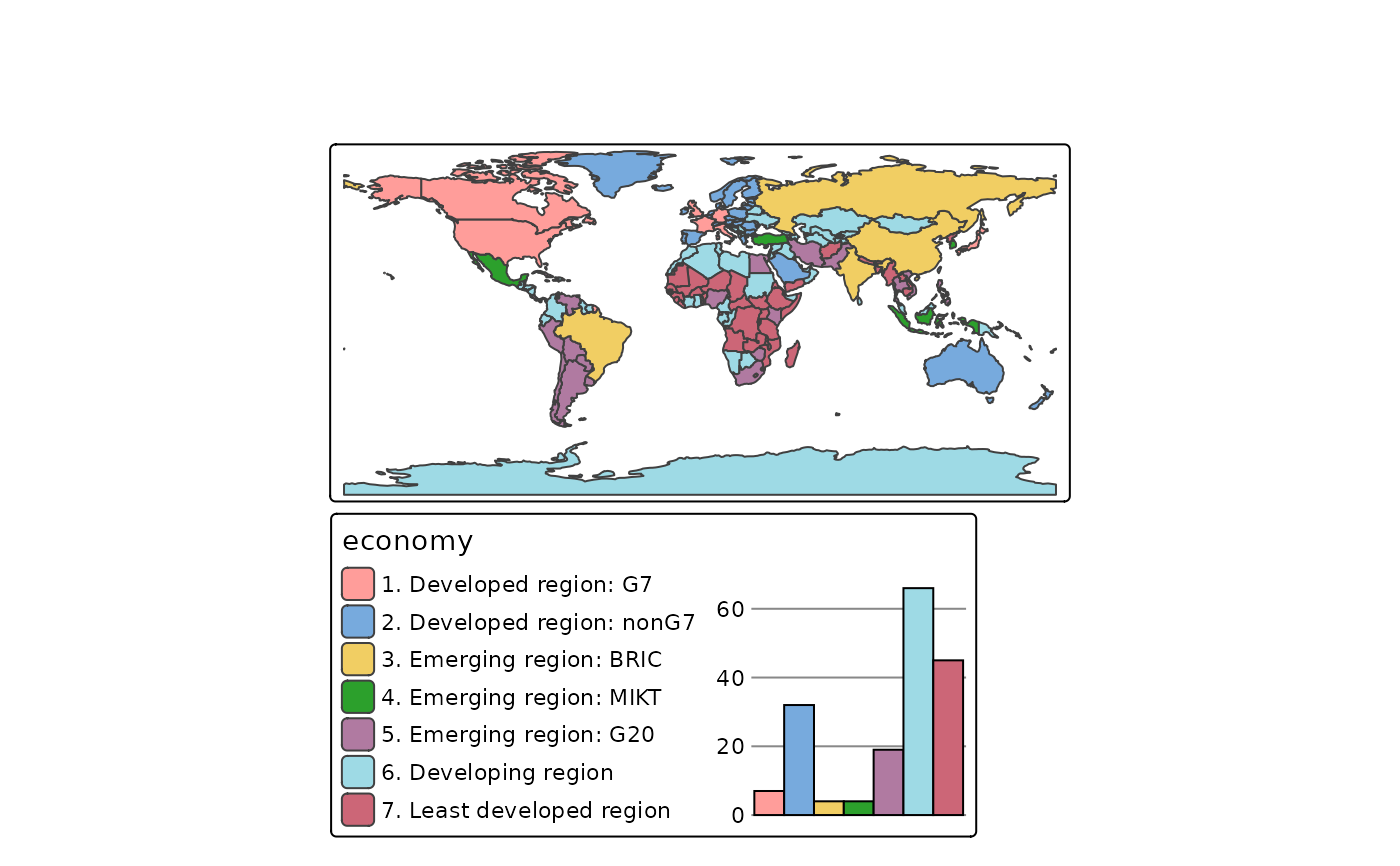 economy
1. Developed region: G7
2. Developed region: nonG7
3. Emerging region: BRIC
4. Emerging region: MIKT
5. Emerging region: G20
6. Developing region
7. Least developed region
60
40
20
0